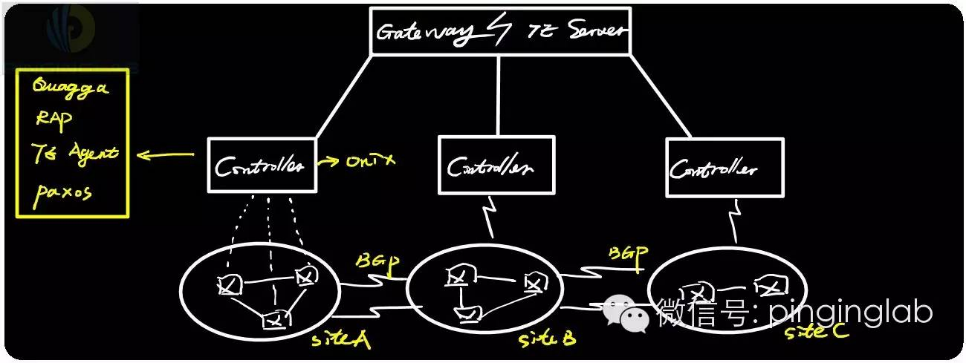 Gateway TE Server
Quagga
RAP
TE Agent
paxos
Controller
onix
Controller
Controller
BGP
BGP
siteA
siteB
siteC
微信号: pinginglab